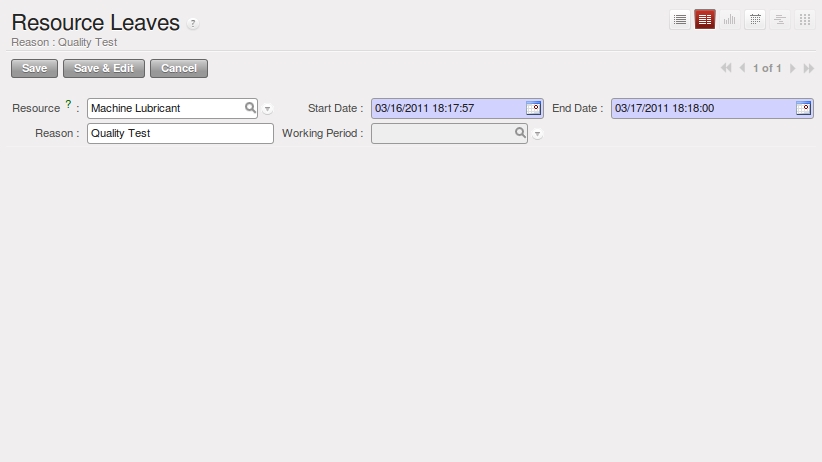 Resource Leaves ?
Reason : Quality Test
Save Save & Edit Cancel 1 of 1
Resource ? : Machine Lubricant Start Date : 03/16/2011 18:17:57 End Date : 03/17/2011 18:18:00
Reason : Quality Test Working Period :